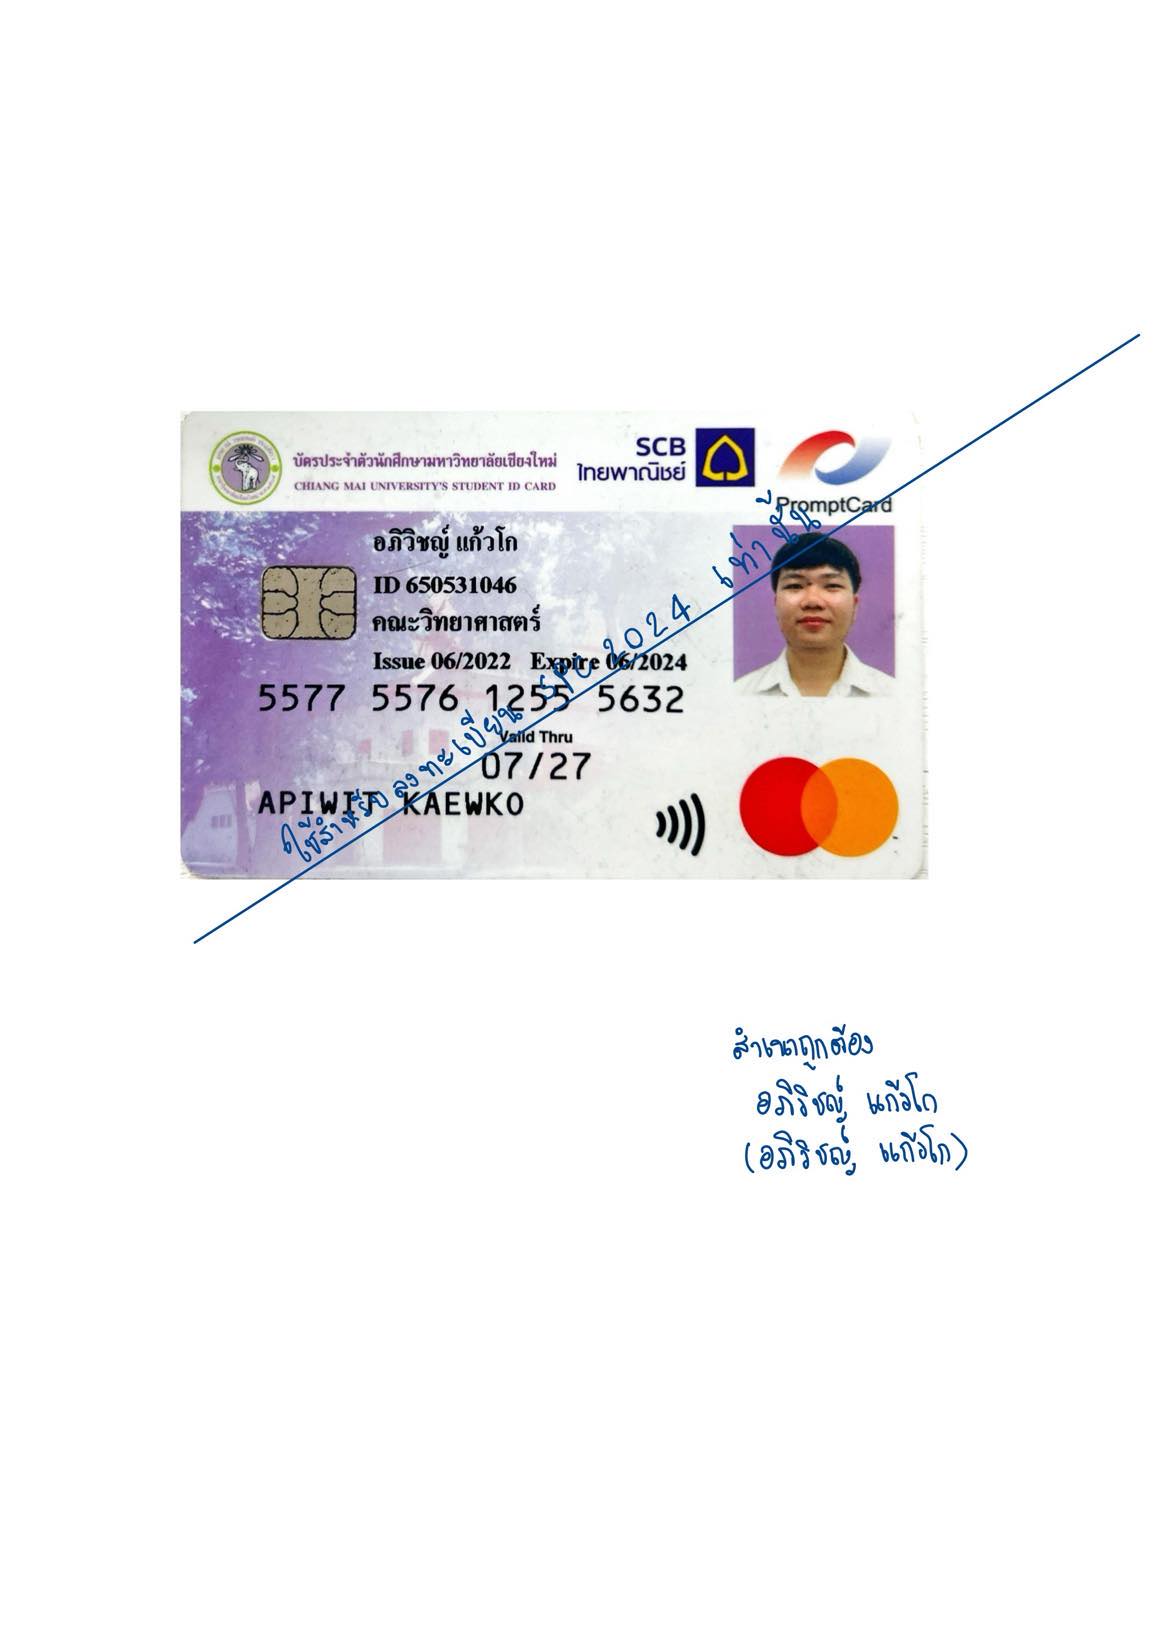 บัตรประจำตัวนักศึกษามหาวิทยาลัยเชียงใหม่
CHIANG MAI UNIVERSITY'S STUDENT ID CARD
SCB
ไทยพาณิชย์
PromptCard
อภิวิชญ์ แก้วโก
ID 650531046
คณะวิทยาศาสตร์
Issue 06/2022 Expire 06/2024
5577 5576 1255 5632
Valid Thru
07/27
APIWIT KAEWKO
ใช้สำหรับลงทะเบียน 2024 เท่านั้น
สำเนาถูกต้อง
อภิวิชญ์ แก้วโก
(อภิวิชญ์ แก้วโก)